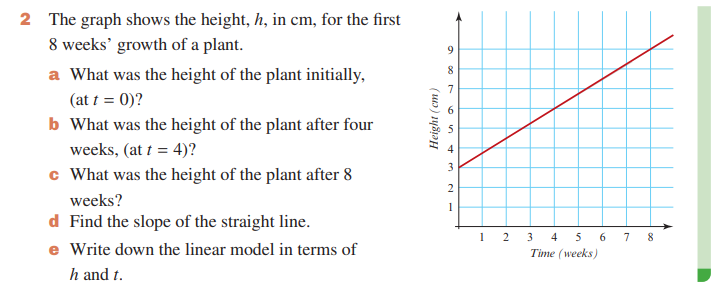 2 The graph shows the height, h, in cm, for the first
8 weeks' growth of a plant.
a What was the height of the plant initially,
(at t = 0)?
b What was the height of the plant after four
weeks, (at t = 4)?
c What was the height of the plant after 8
weeks?
d Find the slope of the straight line.
e Write down the linear model in terms of
h and t.
Height (cm)
9
8
7
6
5
4
3
2
1
1 2 3 4 5 6 7 8
Time (weeks)